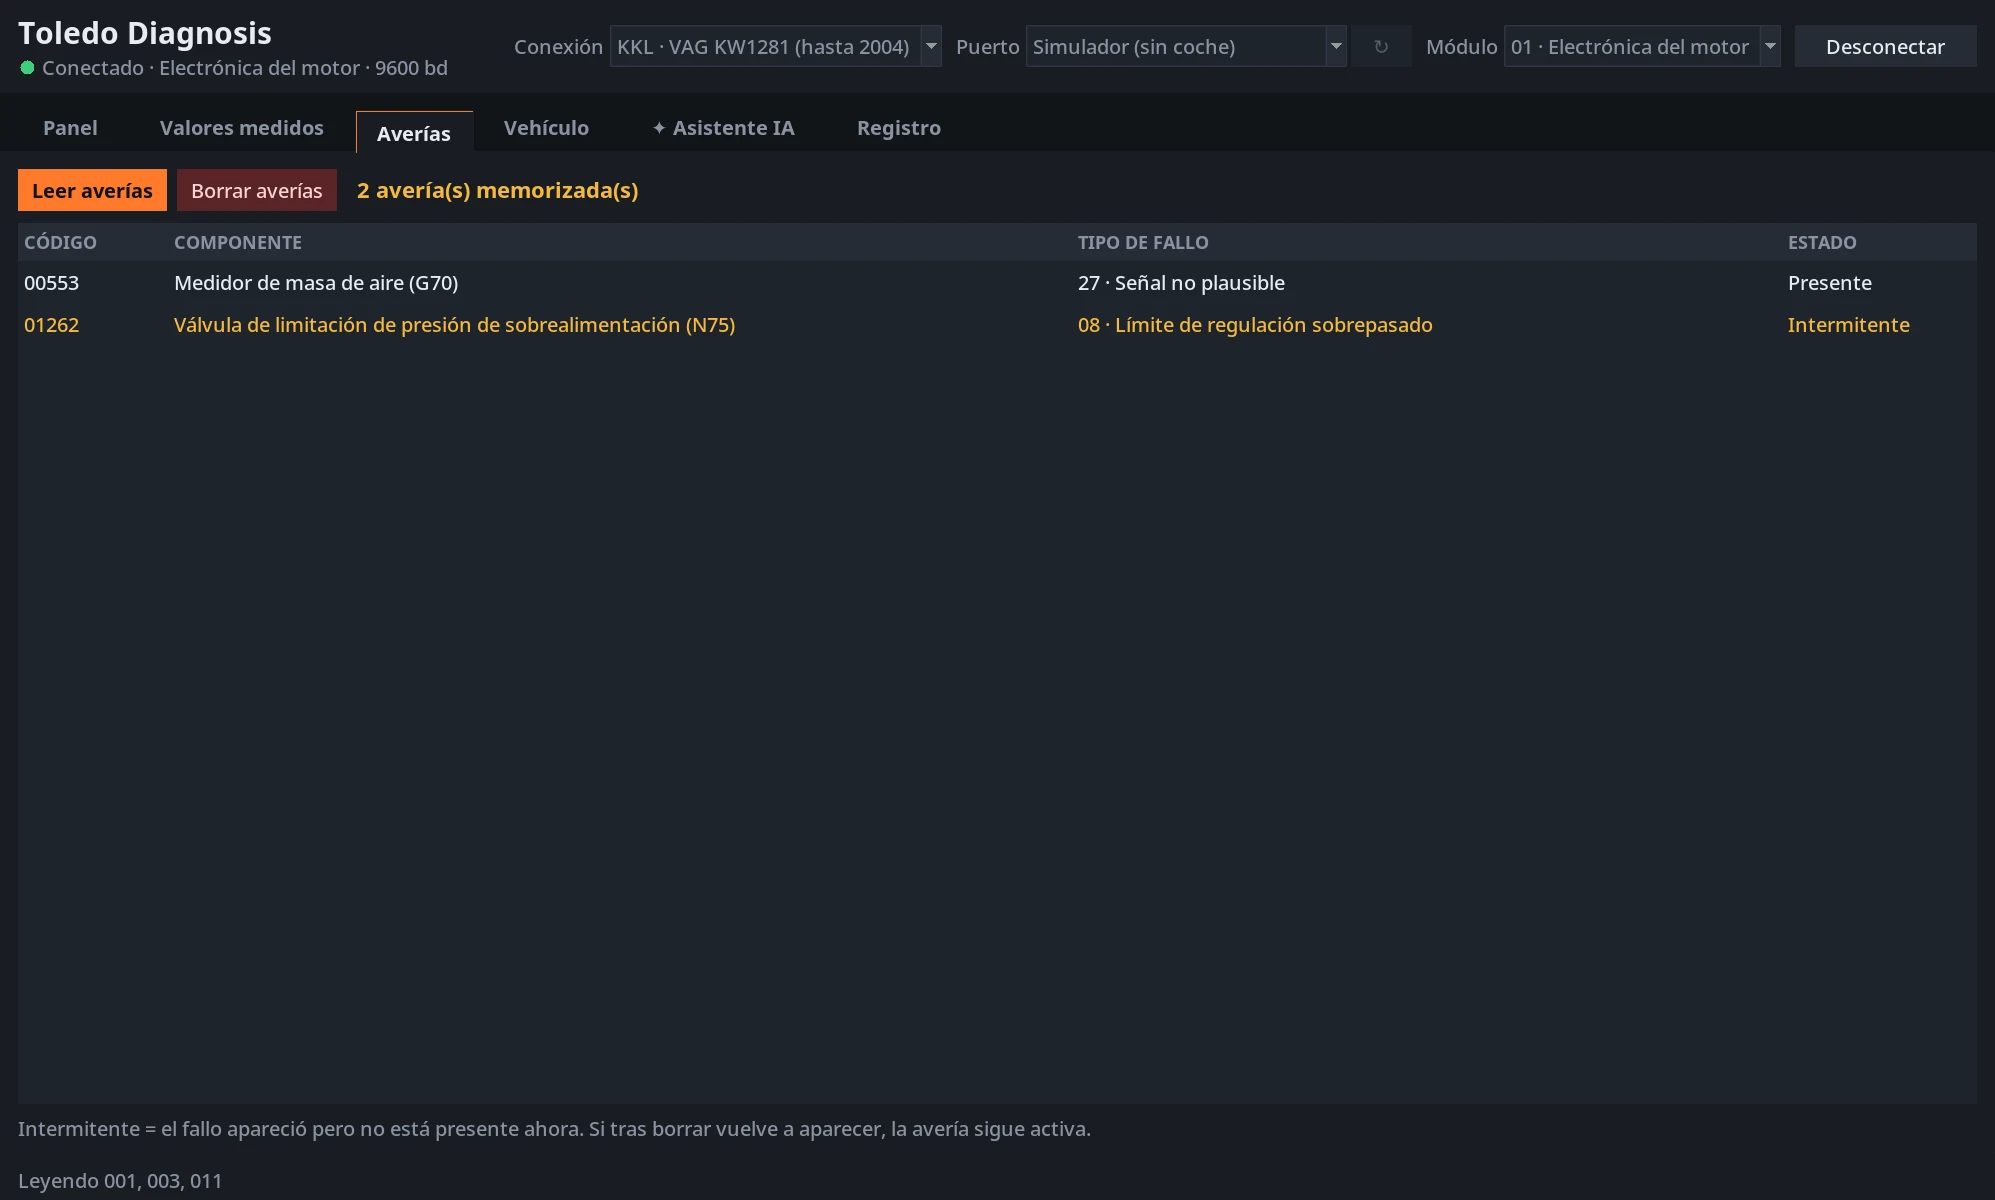 Toledo Diagnosis
Conectado · Electrónica del motor · 9600 bd
Conexión KKL · VAG KW1281 (hasta 2004) Puerto Simulador (sin coche) ↻ Módulo 01 · Electrónica del motor Desconectar
Panel Valores medidos Averías Vehículo ✦ Asistente IA Registro
Leer averías Borrar averías 2 avería(s) memorizada(s)
CÓDIGO COMPONENTE TIPO DE FALLO ESTADO
00553 Medidor de masa de aire (G70) 27 · Señal no plausible Presente
01262 Válvula de limitación de presión de sobrealimentación (N75) 08 · Límite de regulación sobrepasado Intermitente
Intermitente = el fallo apareció pero no está presente ahora. Si tras borrar vuelve a aparecer, la avería sigue activa.
Leyendo 001, 003, 011